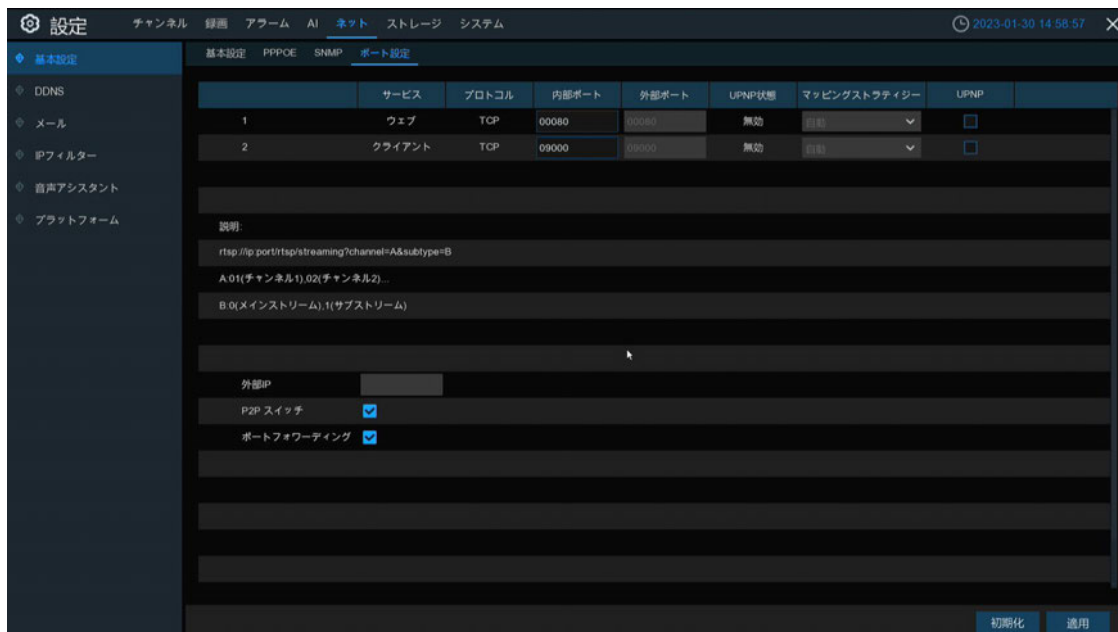 設定 チャンネル 録画 アラーム AI ネット ストレージ システム 2023-01-30 14:58:57
基本設定 PPPOE SNMP ポート設定
基本設定
DDNS
メール
IPフィルター
音声アシスタント
プラットフォーム
サービス プロトコル 内部ポート 外部ポート UPNP状態 マッピングストラティジー UPNP
1 ウェブ TCP 00080 00080 無効 自動
2 クライアント TCP 09000 09000 無効 自動
説明:
rtsp://ip:port/rtsp/streaming?channel=A&subtype=B
A:01(チャンネル1),02(チャンネル2)...
B:0(メインストリーム),1(サブストリーム)
外部IP
P2P スイッチ
ポートフォワーディング
初期化 適用